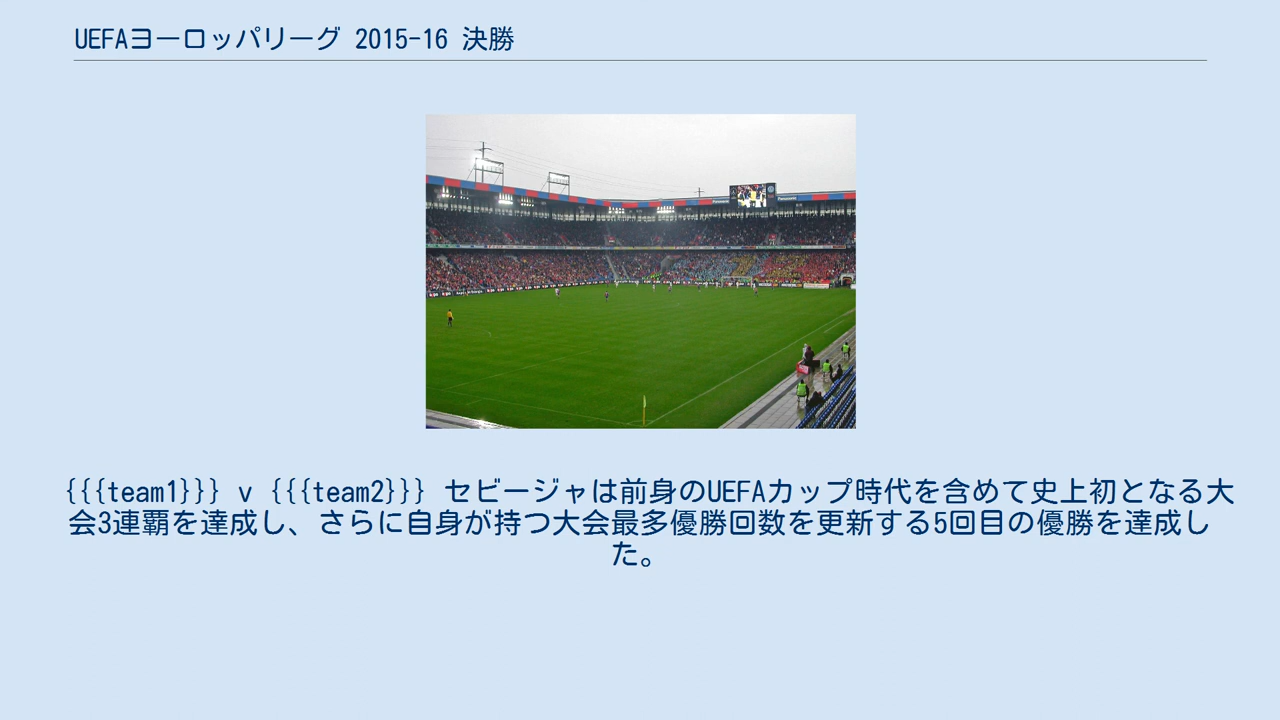 UEFAヨーロッパリーグ 2015-16 決勝
{{{team1}}} v {{{team2}}} セビージャは前身のUEFAカップ時代を含めて史上初となる大
会3連覇を達成し、さらに自身が持つ大会最多優勝回数を更新する5回目の優勝を達成し
た。